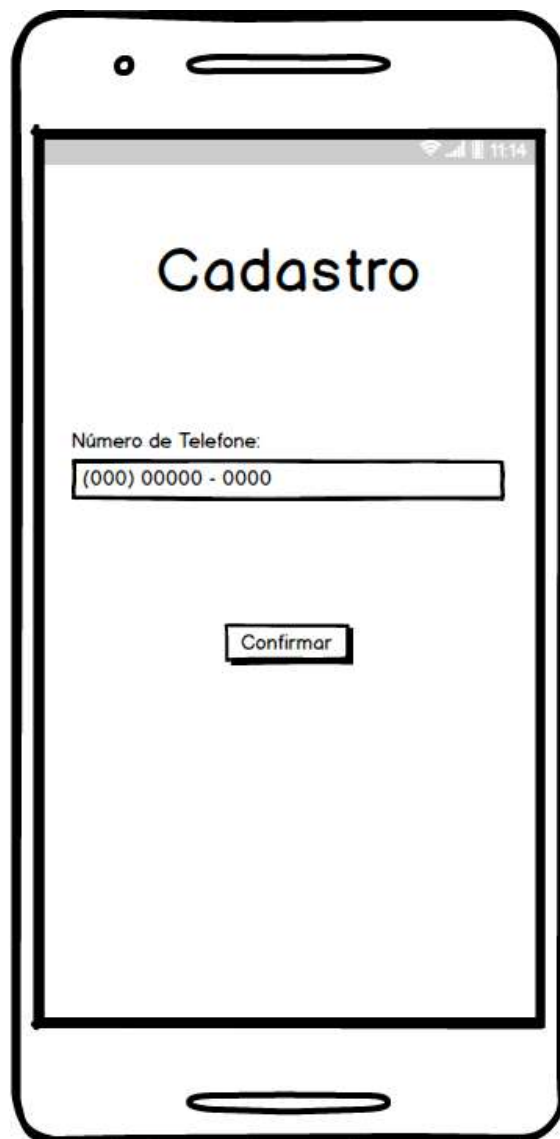 11:14
Cadastro
Número de Telefone:
(000) 00000 - 0000
Confirmar